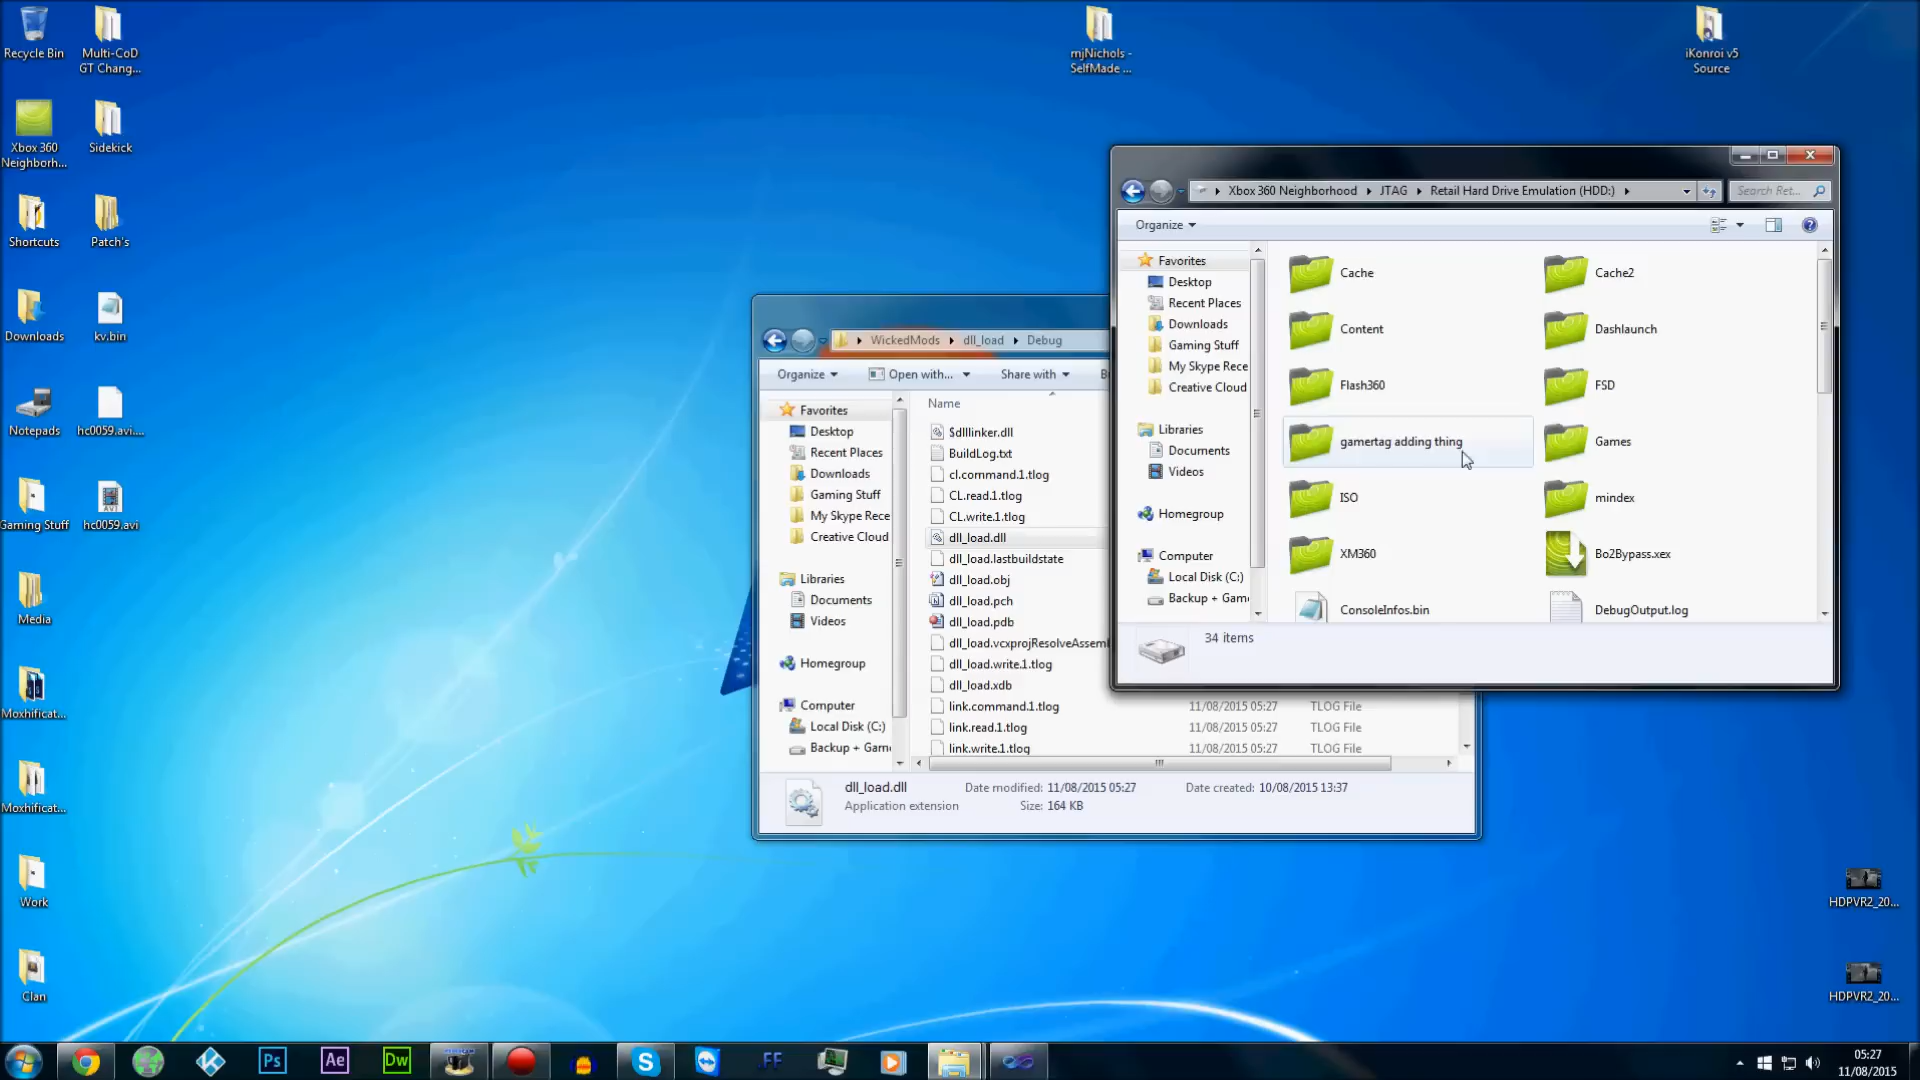 Recycle Bin
Multi-CoD
GT Chang...
mjNichols -
SelfMade ...
iKonroi v5
Source
Xbox 360
Neighborh...
Sidekick
Shortcuts
Patch's
Downloads
kv.bin
Notepads
hc0059.avi....
Gaming Stuff
hc0059.avi
Media
Moxhificat...
Moxhificat...
Work
Clan
HDPVR2_20...
HDPVR2_20...
Xbox 360 Neighborhood
JTAG
Retail Hard Drive Emulation (HDD:)
Search Ret...
Organize
Favorites
Desktop
Recent Places
Downloads
Gaming Stuff
My Skype Rece
Creative Cloud
Libraries
Documents
Videos
Homegroup
Computer
Local Disk (C:)
Backup + Gam
Cache
Cache2
Content
Dashlaunch
Flash360
FSD
gamertag adding thing
Games
ISO
mindex
XM360
Bo2Bypass.xex
ConsoleInfos.bin
DebugOutput.log
34 items
WickedMods
dll_load
Debug
Organize
Open with...
Share with
B
Favorites
Desktop
Recent Places
Downloads
Gaming Stuff
My Skype Rece
Creative Cloud
Libraries
Documents
Videos
Homegroup
Computer
Local Disk (C:)
Backup + Gam
Name
$dlllinker.dll
BuildLog.txt
cl.command.1.tlog
CL.read.1.tlog
CL.write.1.tlog
dll_load.dll
dll_load.lastbuildstate
dll_load.obj
dll_load.pch
dll_load.pdb
dll_load.vcxprojResolveAssemb
dll_load.write.1.tlog
dll_load.xdb
link.command.1.tlog 11/08/2015 05:27 TLOG File
link.read.1.tlog 11/08/2015 05:27 TLOG File
link.write.1.tlog 11/08/2015 05:27 TLOG File
dll_load.dll Date modified: 11/08/2015 05:27 Date created: 10/08/2015 13:37
Application extension Size: 164 KB
Ps
Ae
Dw
.FF
05:27
11/08/2015